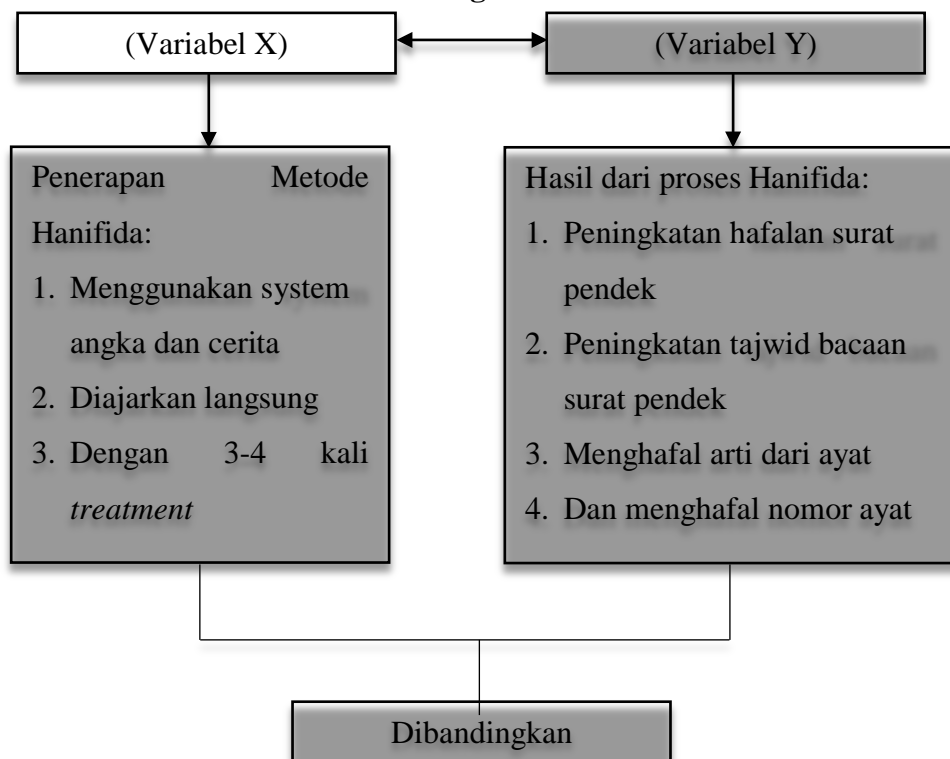 (Variabel X)
(Variabel Y)
Penerapan Metode
Hanifida:
1. Menggunakan system
angka dan cerita
2. Diajarkan langsung
3. Dengan 3-4 kali
treatment
Hasil dari proses Hanifida:
1. Peningkatan hafalan surat
pendek
2. Peningkatan tajwid bacaan
surat pendek
3. Menghafal arti dari ayat
4. Dan menghafal nomor ayat
Dibandingkan